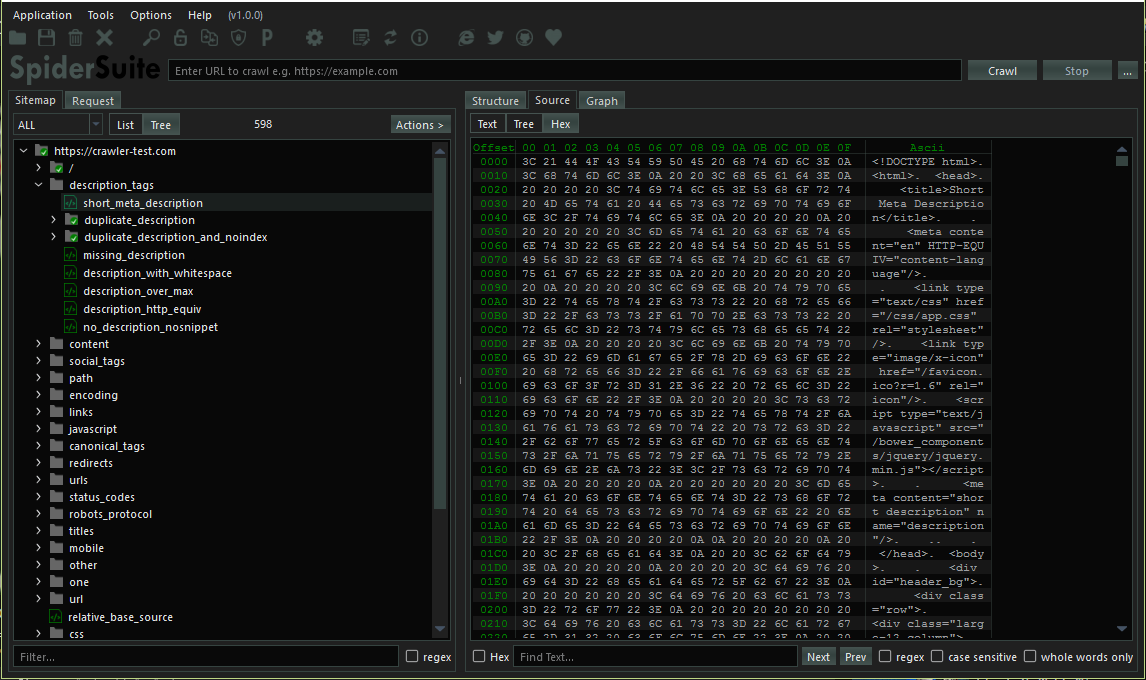 Application Tools Options Help (v1.0.0)
SpiderSuite Enter URL to crawl e.g. https://example.com Crawl Stop ...
Sitemap Request
ALL List Tree 598 Actions >
https://crawler-test.com
/
description_tags
short_meta_description
duplicate_description
duplicate_description_and_noindex
missing_description
description_with_whitespace
description_over_max
description_http_equiv
no_description_nosnippet
content
social_tags
path
encoding
links
javascript
canonical_tags
redirects
urls
status_codes
robots_protocol
titles
mobile
other
one
url
relative_base_source
css
Filter... regex
Structure Source Graph
Text Tree Hex
Offset 00 01 02 03 04 05 06 07 08 09 0A 0B 0C 0D 0E 0F Ascii
0000 3C 21 44 4F 43 54 59 50 45 20 68 74 6D 6C 3E 0A <!DOCTYPE html>.
0010 3C 68 74 6D 6C 3E 0A 20 20 3C 68 65 61 64 3E 0A <html>. <head>.
0020 20 20 20 20 3C 74 69 74 6C 65 3E 53 68 6F 72 74 <title>Short
0030 20 4D 65 74 61 20 44 65 73 63 72 69 70 74 69 6F Meta Descriptio
0040 6E 3C 2F 74 69 74 6C 65 3E 0A 20 20 20 20 0A 20 n</title>. .
0050 20 20 20 20 20 3C 6D 65 74 61 20 63 6F 6E 74 65 <meta conte
0060 6E 74 3D 22 65 6E 22 20 48 54 54 50 2D 45 51 55 nt="en" HTTP-EQU
0070 49 56 3D 22 63 6F 6E 74 65 6E 74 2D 6C 61 6E 67 IV="content-lang
0080 75 61 67 65 22 2F 3E 0A 20 20 20 20 20 20 20 20 uage"/>.
0090 20 0A 20 20 20 20 3C 6C 69 6E 6B 20 74 79 70 65 . <link type
00A0 3D 22 74 65 78 74 2F 63 73 73 22 20 68 72 65 66 ="text/css" href
00B0 3D 22 2F 63 73 73 2F 61 70 70 2E 63 73 73 22 20 ="/css/app.css"
00C0 72 65 6C 3D 22 73 74 79 6C 65 73 68 65 65 74 22 rel="stylesheet"
00D0 2F 3E 0A 20 20 20 20 3C 6C 69 6E 6B 20 74 79 70 />. <link typ
00E0 65 3D 22 69 6D 61 67 65 2F 78 2D 69 63 6F 6E 22 e="image/x-icon"
00F0 20 68 72 65 66 3D 22 2F 66 61 76 69 63 6F 6E 2E href="/favicon.
0100 69 63 6F 3F 72 3D 31 2E 36 22 20 72 65 6C 3D 22 ico?r=1.6" rel="
0110 69 63 6F 6E 22 2F 3E 0A 20 20 20 20 3C 73 63 72 icon"/>. <scr
0120 69 70 74 20 74 79 70 65 3D 22 74 65 78 74 2F 6A ipt type="text/j
0130 61 76 61 73 63 72 69 70 74 22 20 73 72 63 3D 22 avascript" src="
0140 2F 62 6F 77 65 72 5F 63 6F 6D 70 6F 6E 65 6E 74 /bower_component
0150 73 2F 6A 71 75 65 72 79 2F 6A 71 75 65 72 79 2E s/jquery/jquery.
0160 6D 69 6E 2E 6A 73 22 3E 3C 2F 73 63 72 69 70 74 min.js"></script
0170 3E 0A 20 20 20 20 0A 20 20 20 20 20 20 3C 6D 65 >. . <me
0180 74 61 20 63 6F 6E 74 65 6E 74 3D 22 73 68 6F 72 ta content="shor
0190 74 20 64 65 73 63 72 69 70 74 69 6F 6E 22 20 6E t description" n
01A0 61 6D 65 3D 22 64 65 73 63 72 69 70 74 69 6F 6E ame="description
01B0 22 2F 3E 0A 20 20 20 20 0A 20 20 20 20 0A 20 "/>. . .
01C0 20 3C 2F 68 65 61 64 3E 0A 20 20 3C 62 6F 64 79 </head>. <body
01D0 3E 0A 20 20 20 20 0A 20 20 20 20 3C 64 69 76 20 >. . <div
01E0 69 64 3D 22 68 65 61 64 65 72 5F 62 67 22 3E 0A id="header_bg">.
01F0 20 20 20 20 20 20 3C 64 69 76 20 63 6C 61 73 73 <div class
0200 3D 22 72 6F 77 22 3E 0A 20 20 20 20 20 20 20 20 ="row">.
0210 3C 64 69 76 20 63 6C 61 73 73 3D 22 6C 61 72 67 <div class="larg
0220 65 2D 31 32 20 63 6F 6C 75 6D 6E 22 3E 0A 20 20 e-12 column">.
Hex Find Text... Next Prev regex case sensitive whole words only